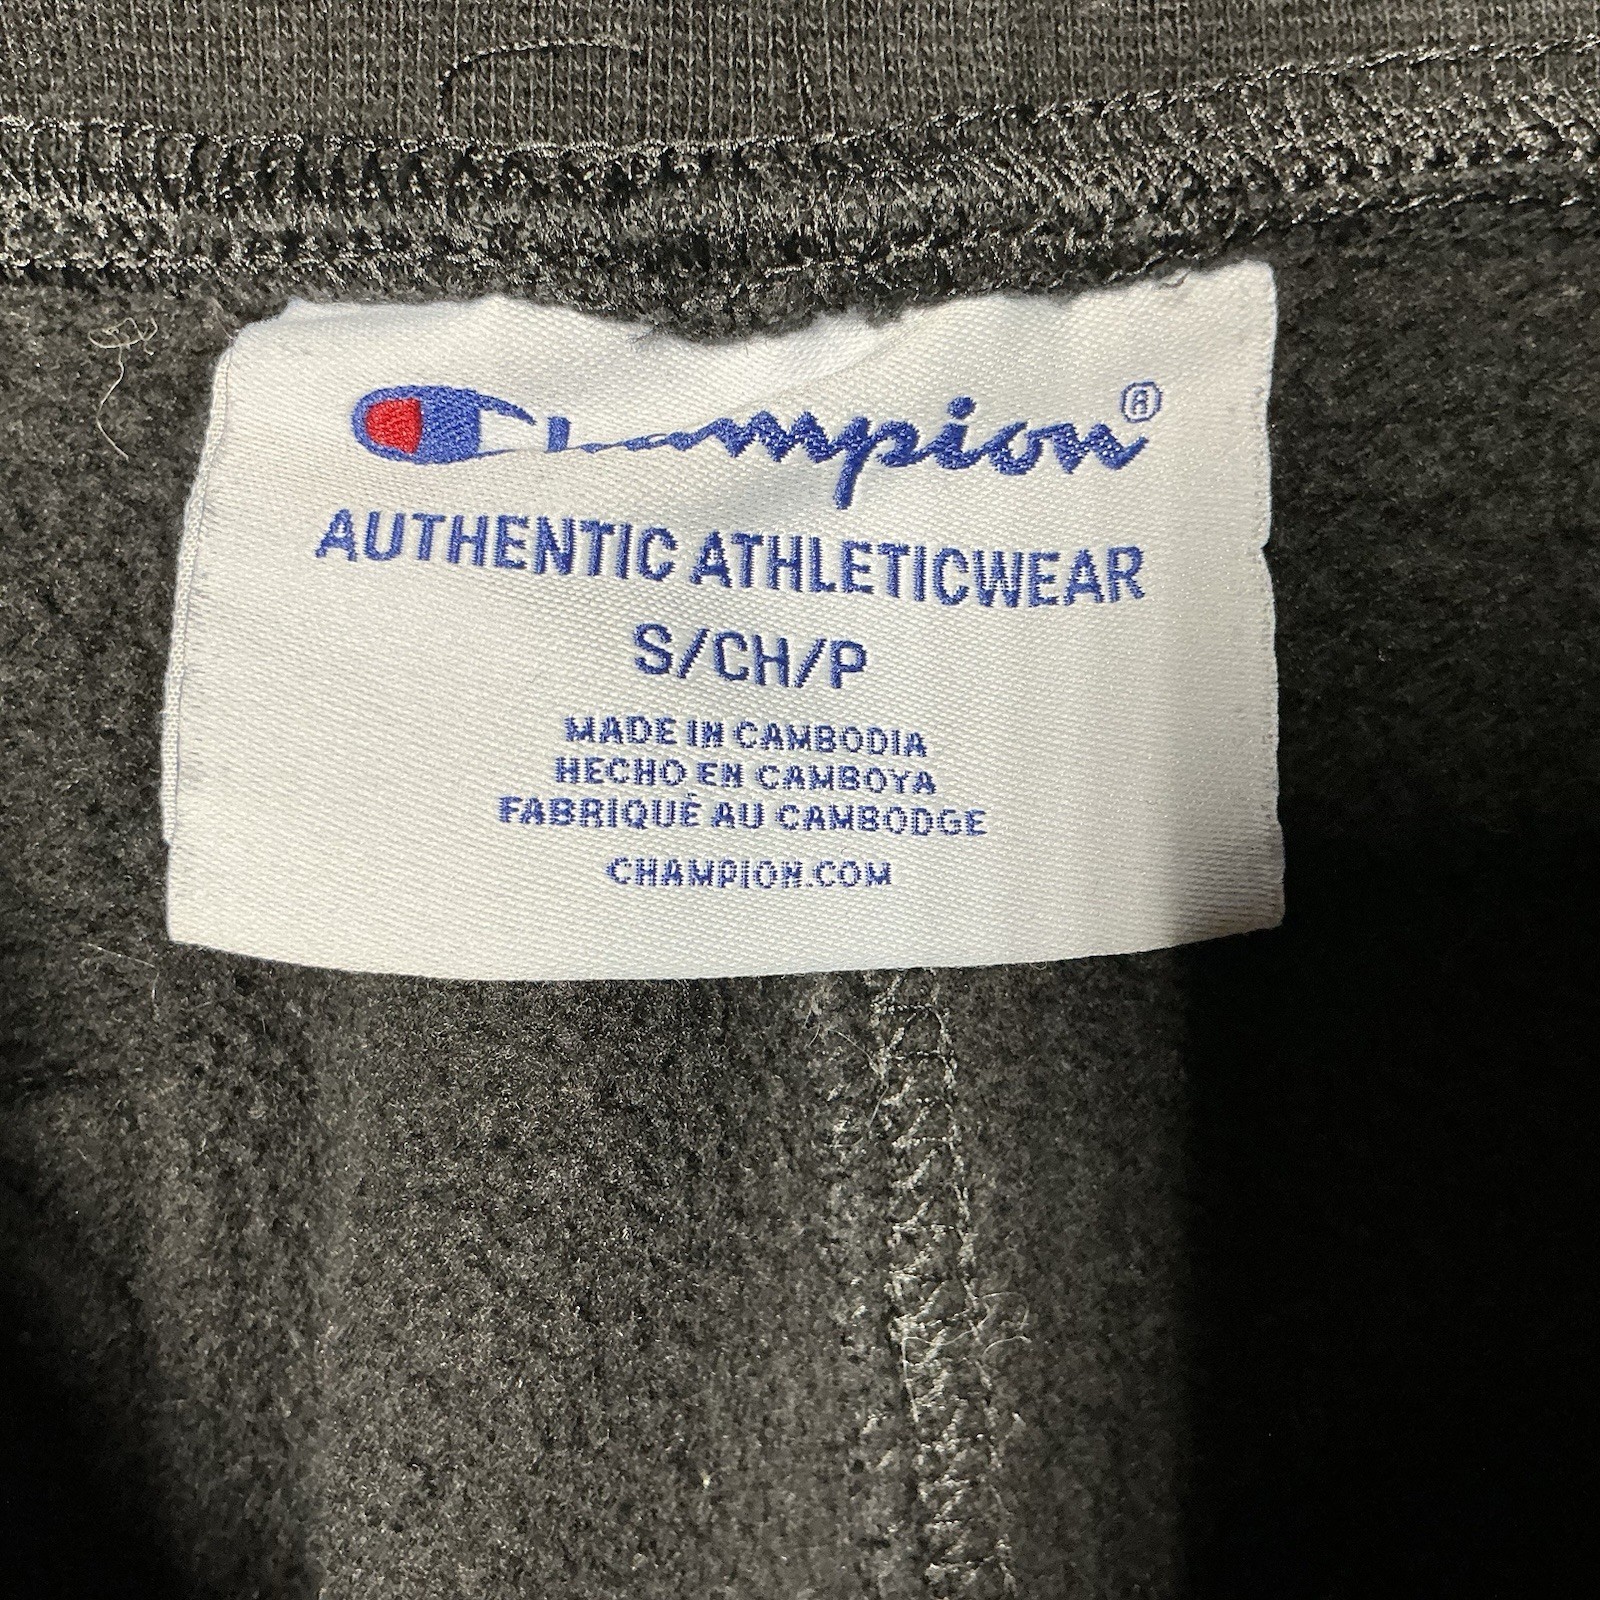 Champion®
AUTHENTIC ATHLETICWEAR
S/CH/P
MADE IN CAMBODIA
HECHO EN CAMBOYA
FABRIQUÉ AU CAMBODGE
CHAMPION.COM